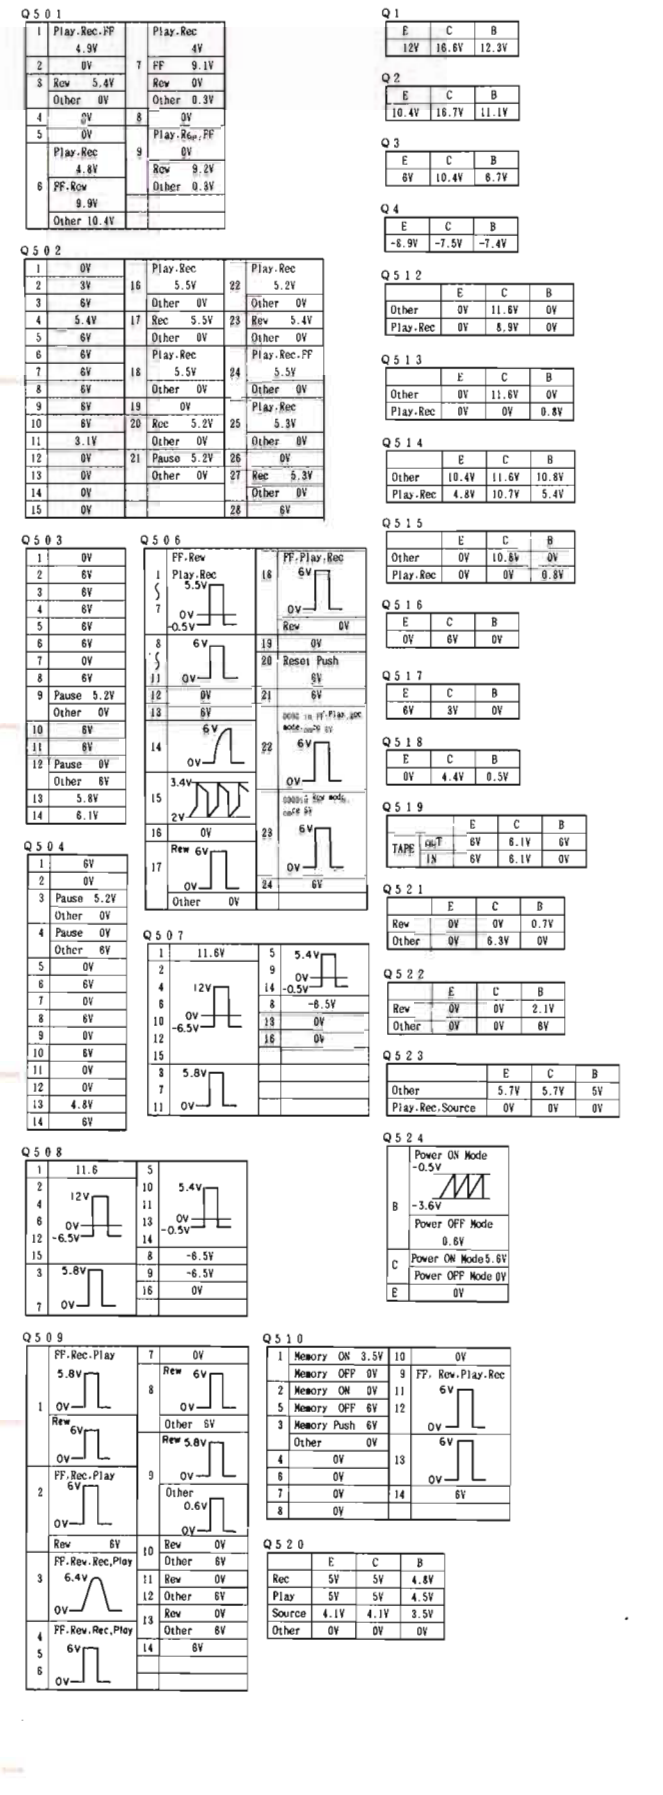 Q501
1 Play.Rec.FF
4.9V
2 0V
3 Rew 5.4V
Other 0V
4 0V
5 0V
6 Play.Rec
4.8V
FF.Rew
9.9V
Other 10.4V
7 Play.Rec
4V
FF 9.1V
Rew 0V
Other 0.3V
8 0V
9 Play.Rec.FF
0V
Rew 9.2V
Other 0.3V
Q502
1 0V
2 3V
3 6V
4 5.4V
5 6V
6 6V
7 6V
8 6V
9 6V
10 6V
11 3.1V
12 0V
13 0V
14 0V
15 0V
16 Play.Rec
5.5V
Other 0V
17 Rec 5.5V
Other 0V
18 Play.Rec
5.5V
Other 0V
19 0V
20 Rec 5.2V
Other 0V
21 Pause 5.2V
Other 0V
22 Play.Rec
5.2V
Other 0V
23 Rew 5.4V
Other 0V
24 Play.Rec.FF
5.5V
Other 0V
25 Play.Rec
5.3V
Other 0V
26 0V
27 Rec 5.3V
Other 0V
28 6V
Q503
1 0V
2 6V
3 6V
4 6V
5 6V
6 6V
7 0V
8 6V
9 Pause 5.2V
Other 0V
10 6V
11 6V
12 Pause 0V
Other 6V
13 5.8V
14 6.1V
Q504
1 6V
2 0V
3 Pause 5.2V
Other 0V
4 Pause 0V
Other 6V
5 0V
6 6V
7 0V
8 6V
9 0V
10 6V
11 0V
12 0V
13 4.8V
14 6V
Q506
FF.Rew
1 Play.Rec
5.5V
7 0V
-0.5V
8 6V
11 0V
12 0V
13 6V
14 6V
0V
15 3.4V
2V
16 0V
17 Rew 6V
0V
Other 0V
18 FF.Play.Rec
6V
0V
Rew 0V
19 0V
20 Reset Push
6V
21 6V
22 6V
0V
23 6V
0V
24 6V
Q507
1 11.6V
2
4 12V
6 0V
10 -6.5V
12
15
3 5.8V
7
11 0V
5 5.4V
9 0V
14 -0.5V
8 -6.5V
13 0V
16 0V
Q508
1 11.6
2
4 12V
6 0V
12 -6.5V
15
3 5.8V
7 0V
5
10 5.4V
11
13 0V
14 -0.5V
8 -6.5V
9 -6.5V
16 0V
Q509
1 FF.Rec.Play
5.8V
0V
Rew
6V
0V
2 FF.Rec.Play
6V
0V
Rew 6V
3 FF.Rew.Rec.Play
6.4V
0V
4 FF.Rew.Rec.Play
5 6V
6 0V
7 0V
8 Rew 6V
0V
Other 6V
9 Rew 5.8V
0V
Other
0.6V
0V
10 Rew 0V
Other 6V
11 Rew 0V
12 Other 6V
13 Rew 0V
Other 6V
14 6V
Q510
1 Memory ON 3.5V
Memory OFF 0V
2 Memory ON 0V
5 Memory OFF 6V
3 Memory Push 6V
Other 0V
4 0V
6 0V
7 0V
8 0V
10 0V
9 FF. Rew.Play.Rec
11 6V
12 0V
13 6V
0V
14 6V
Q520
E C B
Rec 5V 5V 4.8V
Play 5V 5V 4.5V
Source 4.1V 4.1V 3.5V
Other 0V 0V 0V
Q1
E C B
12V 16.6V 12.3V
Q2
E C B
10.4V 16.7V 11.1V
Q3
E C B
6V 10.4V 6.7V
Q4
E C B
-8.9V -7.5V -7.4V
Q512
E C B
Other 0V 11.6V 0V
Play.Rec 0V 8.9V 0V
Q513
E C B
Other 0V 11.6V 0V
Play.Rec 0V 0V 0.8V
Q514
E C B
Other 10.4V 11.6V 10.8V
Play.Rec 4.8V 10.7V 5.4V
Q515
E C B
Other 0V 10.6V 0V
Play.Rec 0V 0V 0.8V
Q516
E C B
0V 6V 0V
Q517
E C B
6V 3V 0V
Q518
E C B
0V 4.4V 0.5V
Q519
E C B
TAPE OUT 6V 6.1V 6V
IN 6V 6.1V 0V
Q521
E C B
Rew 0V 0V 0.7V
Other 0V 6.3V 0V
Q522
E C B
Rew 0V 0V 2.1V
Other 0V 0V 6V
Q523
E C B
Other 5.7V 5.7V 5V
Play.Rec.Source 0V 0V 0V
Q524
B Power ON Mode
-0.5V
-3.6V
Power OFF Mode
0.6V
C Power ON Mode 5.6V
Power OFF Mode 0V
E 0V